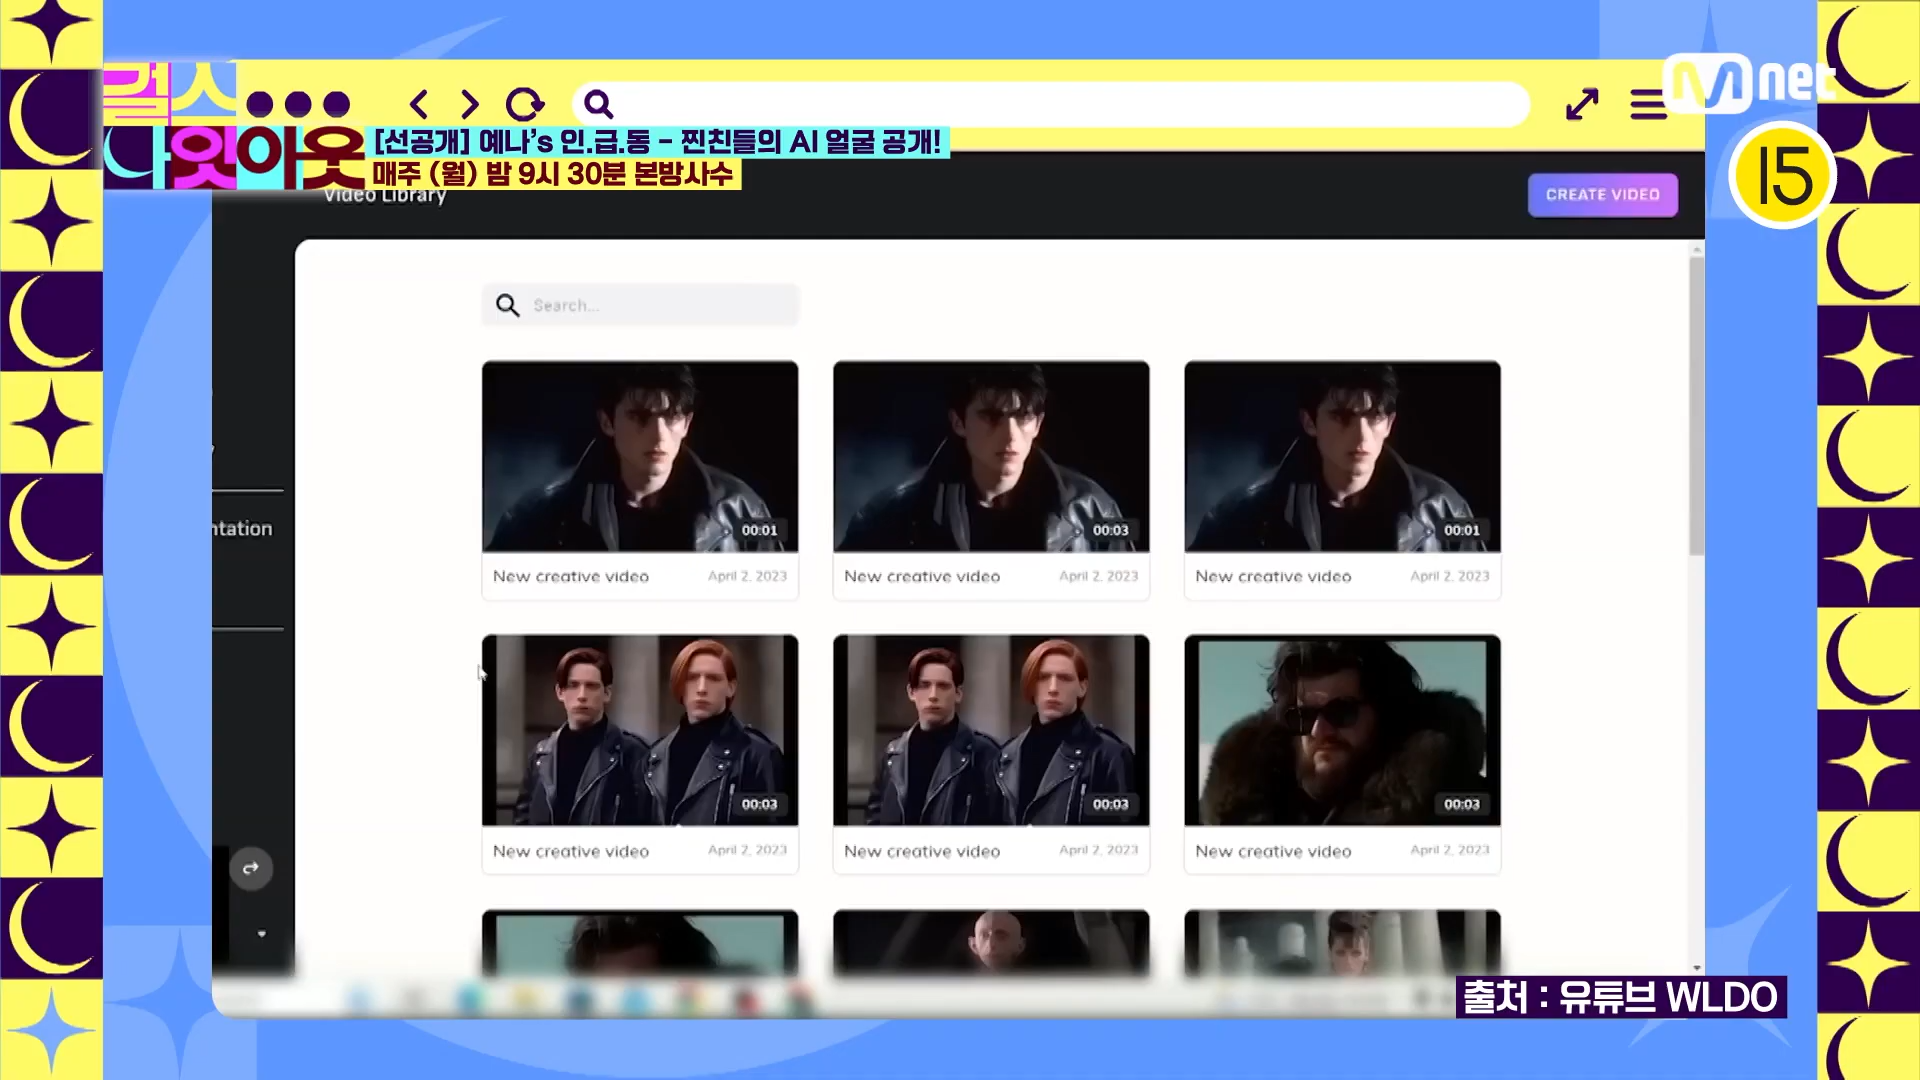 걸스
나잇아웃
Mnet
[선공개] 예나's 인.급.동 - 찐친들의 AI 얼굴 공개!
매주 (월) 밤 9시 30분 본방사수
15
Video Library
CREATE VIDEO
Search...
ntation
00:01
00:03
00:01
New creative video April 2, 2023
New creative video April 2, 2023
New creative video April 2, 2023
00:03
00:03
00:03
New creative video April 2, 2023
New creative video April 2, 2023
New creative video April 2, 2023
출처 : 유튜브 WLDO